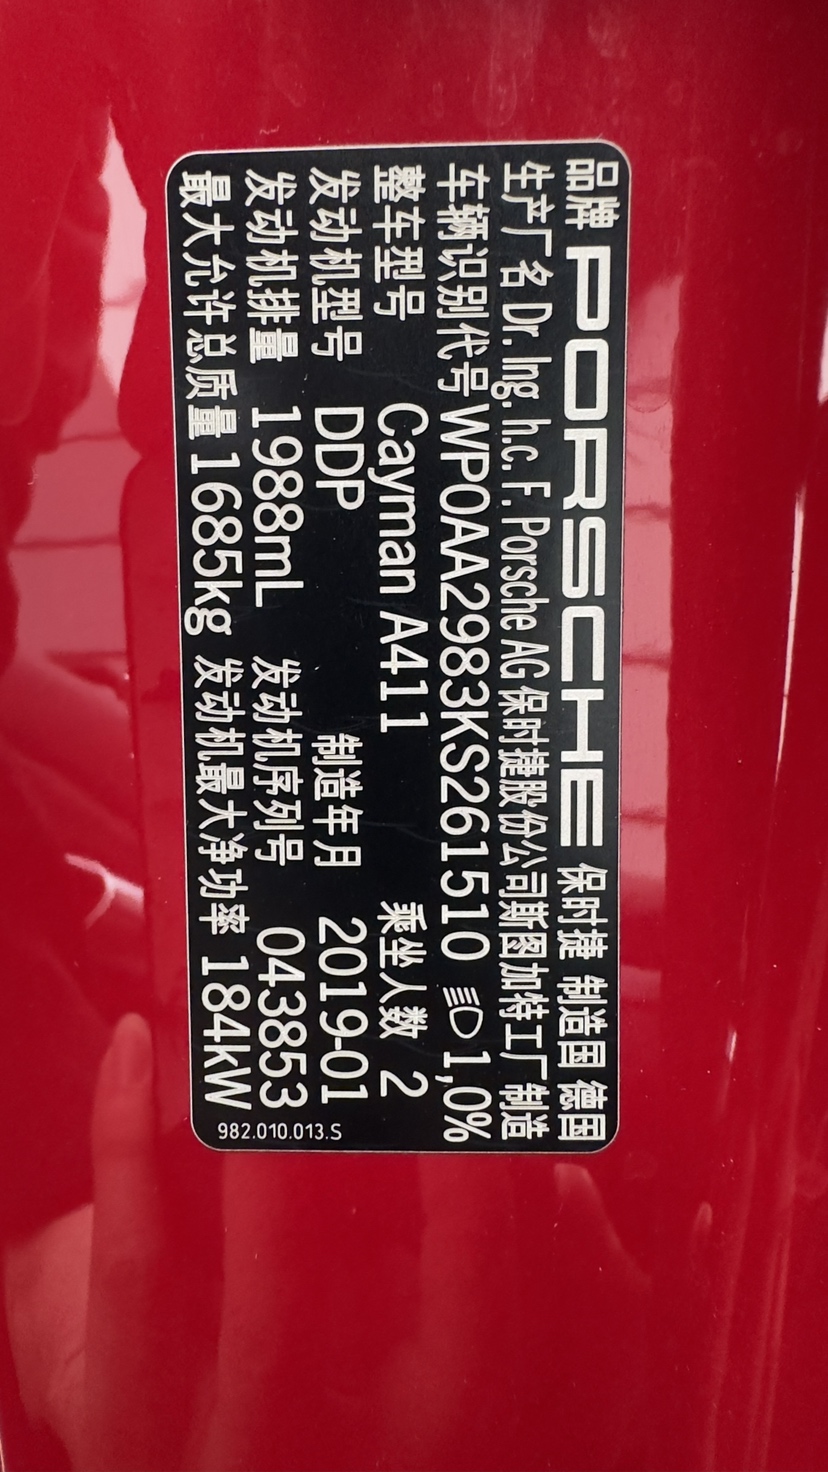 品牌 PORSCHE 保时捷 制造国 德国
生产厂名 Dr. Ing. h.c. F. Porsche AG 保时捷股份公司斯图加特工厂制造
车辆识别代号 WP0AA2983KS261510 1,0%
整车型号 Cayman A411 乘坐人数 2
发动机型号 DDP 制造年月 2019-01
发动机排量 1988mL 发动机序列号 043853
最大允许总质量 1685kg 发动机最大净功率 184kW
982.010.013.S